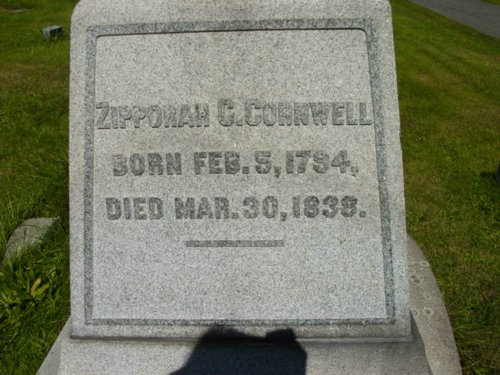 ZIPPORAH C. CORNWELL
BORN FEB. 5, 1794,
DIED MAR. 30, 1838.